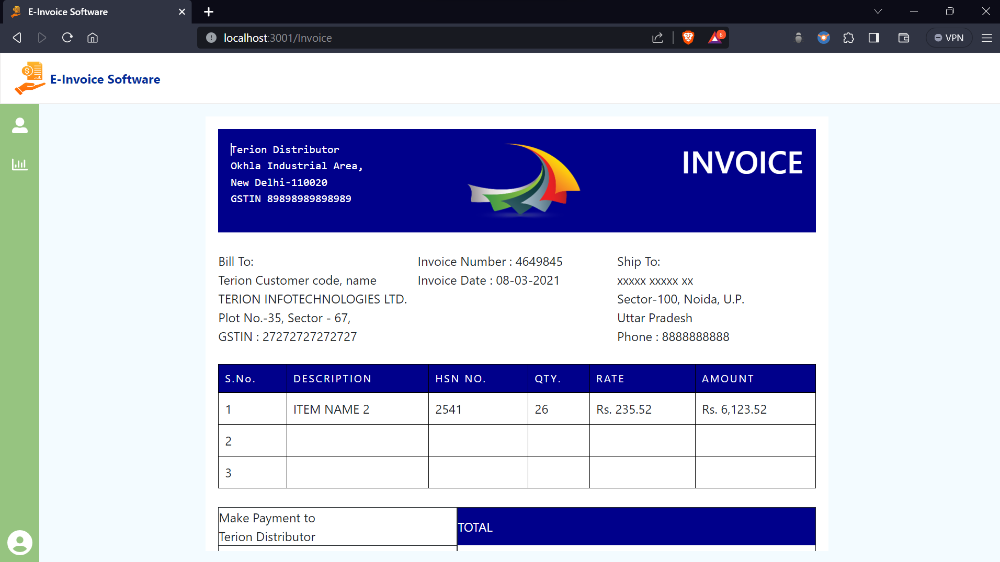 E-Invoice Software
localhost:3001/Invoice
6
VPN
E-Invoice Software
Terion Distributor
Okhla Industrial Area,
New Delhi-110020
GSTIN 89898989898989
INVOICE
Bill To:
Terion Customer code, name
TERION INFOTECHNOLOGIES LTD.
Plot No.-35, Sector - 67,
GSTIN : 27272727272727
Invoice Number : 4649845
Invoice Date : 08-03-2021
Ship To:
xxxxx xxxxx xx
Sector-100, Noida, U.P.
Uttar Pradesh
Phone : 8888888888
S.No. DESCRIPTION HSN NO. QTY. RATE AMOUNT
1 ITEM NAME 2 2541 26 Rs. 235.52 Rs. 6,123.52
2
3
Make Payment to
Terion Distributor
TOTAL